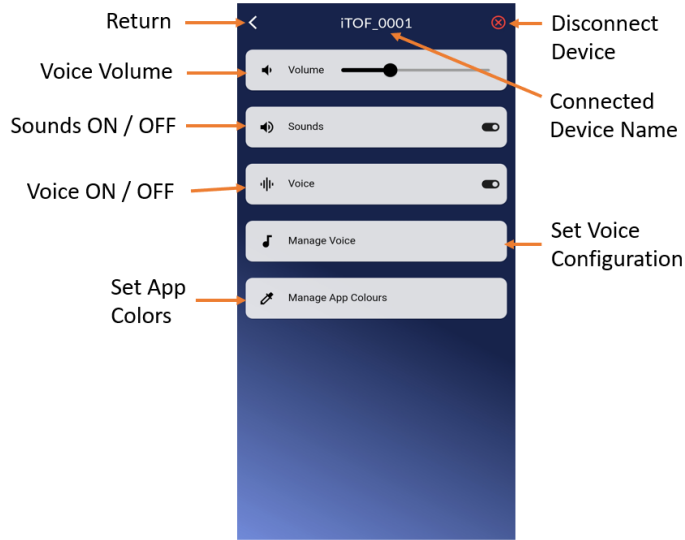 Return
iTOF_0001
Disconnect
Device
Voice Volume
Volume
Connected
Device Name
Sounds ON / OFF
Sounds
Voice ON / OFF
Voice
Manage Voice
Set Voice
Configuration
Set App
Colors
Manage App Colours